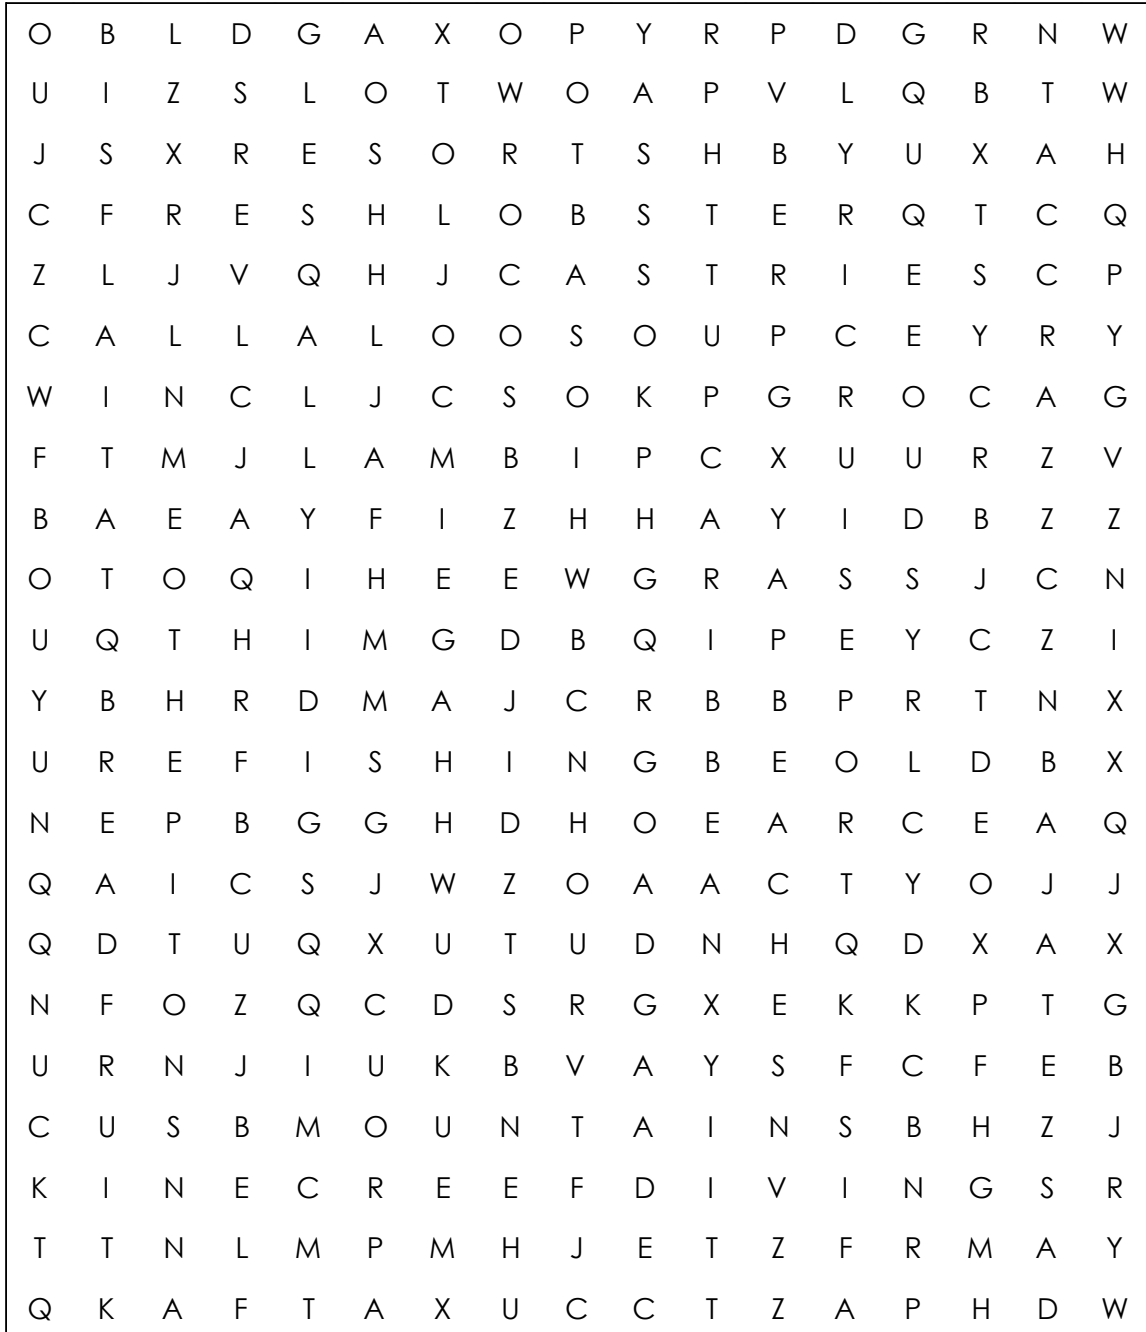 O B L D G A X O P Y R P D G R N W
U I Z S L O T W O A P V L Q B T W
J S X R E S O R T S H B Y U X A H
C F R E S H L O B S T E R Q T C Q
Z L J V Q H J C A S T R I E S C P
C A L L A L O O S O U P C E Y R Y
W I N C L J C S O K P G R O C A G
F T M J L A M B I P C X U U R Z V
B A E A Y F I Z H H A Y I D B Z Z
O T O Q I H E E W G R A S S J C N
U Q T H I M G D B Q I P E Y C Z I
Y B H R D M A J C R B B P R T N X
U R E F I S H I N G B E O L D B X
N E P B G G H D H O E A R C E A Q
Q A I C S J W Z O A A C T Y O J J
Q D T U Q X U T U D N H Q D X A X
N F O Z Q C D S R G X E K K P T G
U R N J I U K B V A Y S F C F E B
C U S B M O U N T A I N S B H Z J
K I N E C R E E F D I V I N G S R
T T N L M P M H J E T Z F R M A Y
Q K A F T A X U C C T Z A P H D W